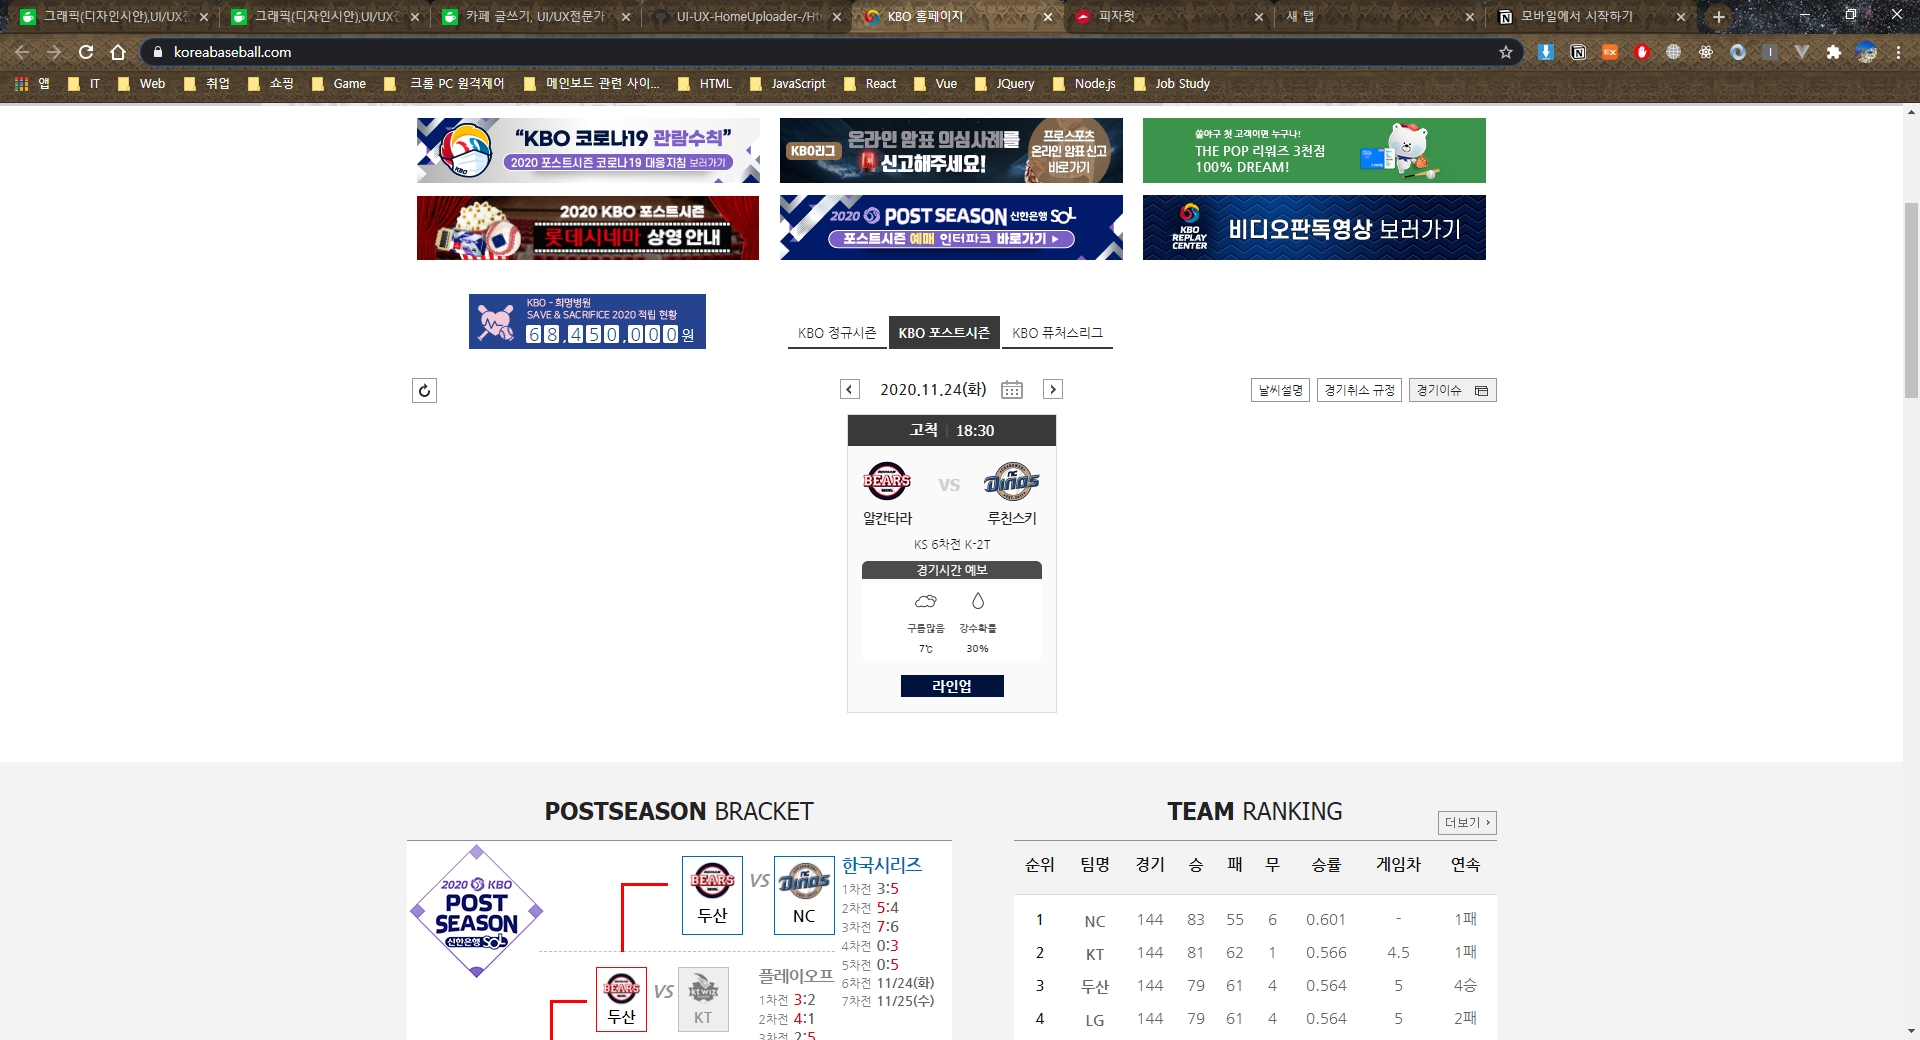 그래픽(디자인시안),UI/UX전
그래픽(디자인시안),UI/UX전
카페 글쓰기, UI/UX전문가
UI-UX-HomeUploader-/Htm
KBO 홈페이지
피자헛
새 탭
모바일에서 시작하기
koreabaseball.com
앱 IT Web 취업 쇼핑 Game 크롬 PC 원격제어 메인보드 관련 사이... HTML JavaScript React Vue JQuery Node.js Job Study
“KBO 코로나19 관람수칙”
2020 포스트시즌 코로나19 대응지침 보러가기
KBO리그
온라인 암표 의심사례를
신고해주세요!
프로스포츠
온라인 암표 신고
바로가기
쏠야구 첫 고객이면 누구나!
THE POP 리워즈 3천점
100% DREAM!
2020 KBO 포스트시즌
롯데시네마 상영 안내
2020 POST SEASON 신한은행 SOL
포스트시즌 예매 인터파크 바로가기
KBO
REPLAY
CENTER
비디오판독영상 보러가기
KBO - 희명병원
SAVE & SACRIFICE 2020 적립 현황
68,450,000 원
KBO 정규시즌 KBO 포스트시즌 KBO 퓨처스리그
2020.11.24(화)
날씨설명 경기취소 규정 경기이슈
고척 | 18:30
BEARS VS NC Dinos
알칸타라 루친스키
KS 6차전 K-2T
경기시간 예보
구름많음 강수확률
7℃ 30%
라인업
POSTSEASON BRACKET
2020 KBO
POST
SEASON
신한은행 SOL
BEARS
두산
VS
NC Dinos
NC
한국시리즈
1차전 3:5
2차전 5:4
3차전 7:6
4차전 0:3
5차전 0:5
6차전 11/24(화)
7차전 11/25(수)
BEARS
두산
VS
KT WIZ
KT
플레이오프
1차전 3:2
2차전 4:1
3차전 2:5
TEAM RANKING
더보기
순위 팀명 경기 승 패 무 승률 게임차 연속
1 NC 144 83 55 6 0.601 - 1패
2 KT 144 81 62 1 0.566 4.5 1패
3 두산 144 79 61 4 0.564 5 4승
4 LG 144 79 61 4 0.564 5 2패